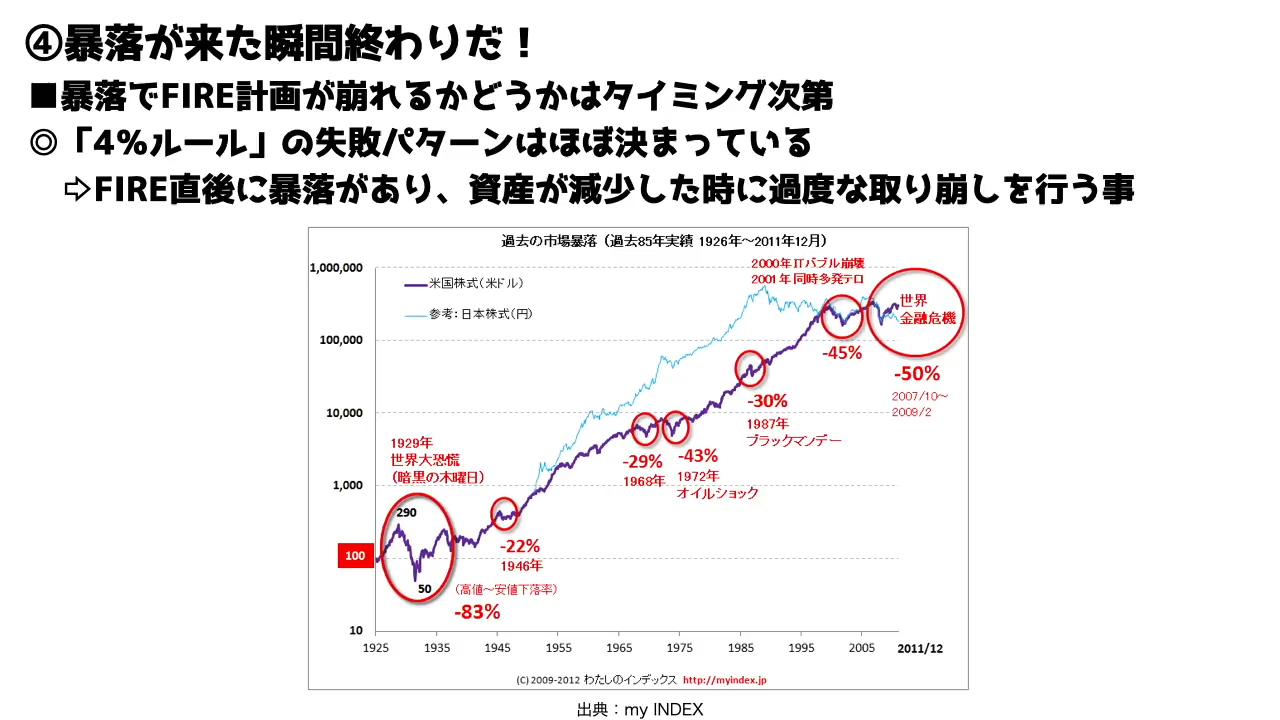 ④暴落が来た瞬間終わりだ！
■暴落でFIRE計画が崩れるかどうかはタイミング次第
◎「4%ルール」の失敗パターンはほぼ決まっている
⇨FIRE直後に暴落があり、資産が減少した時に過度な取り崩しを行う事
過去の市場暴落（過去85年実績 1926年～2011年12月）
1,000,000
100,000
10,000
1,000
100
10
米国株式（米ドル）
参考：日本株式（円）
2000年ITバブル崩壊
2001年同時多発テロ
世界
金融危機
-45%
-50%
2007/10～
2009/2
-30%
1987年
ブラックマンデー
-29%
1968年
-43%
1972年
オイルショック
1929年
世界大恐慌
（暗黒の木曜日）
290
50
-22%
1946年
（高値～安値下落率）
-83%
1925
1935
1945
1955
1965
1975
1985
1995
2005
2011/12
(C) 2009-2012 わたしのインデックス http://myindex.jp
出典：my INDEX